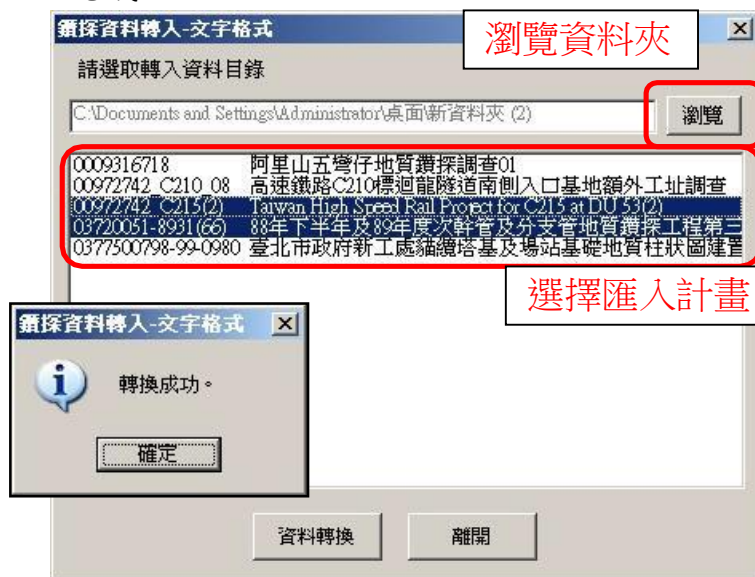 鑽探資料轉入-文字格式
瀏覽資料夾
請選取轉入資料目錄
C:\Documents and Settings\Administrator\桌面\新資料夾 (2)
瀏覽
0009316718 阿里山五彎仔地質鑽探調查01
00972742_C210_08 高速鐵路C210標迴龍隧道南側入口基地額外工址調查
00972742_C215(2) Taiwan High Speed Rail Project for C215 at DU 53(2)
03720051-8931(66) 88年下半年及89年度次幹管及分支管地質鑽探工程第三
0377500798-99-0980 臺北市政府新工處貓纜塔基及場站基礎地質柱狀圖建置
選擇匯入計畫
鑽探資料轉入-文字格式
轉換成功。
確定
資料轉換
離開